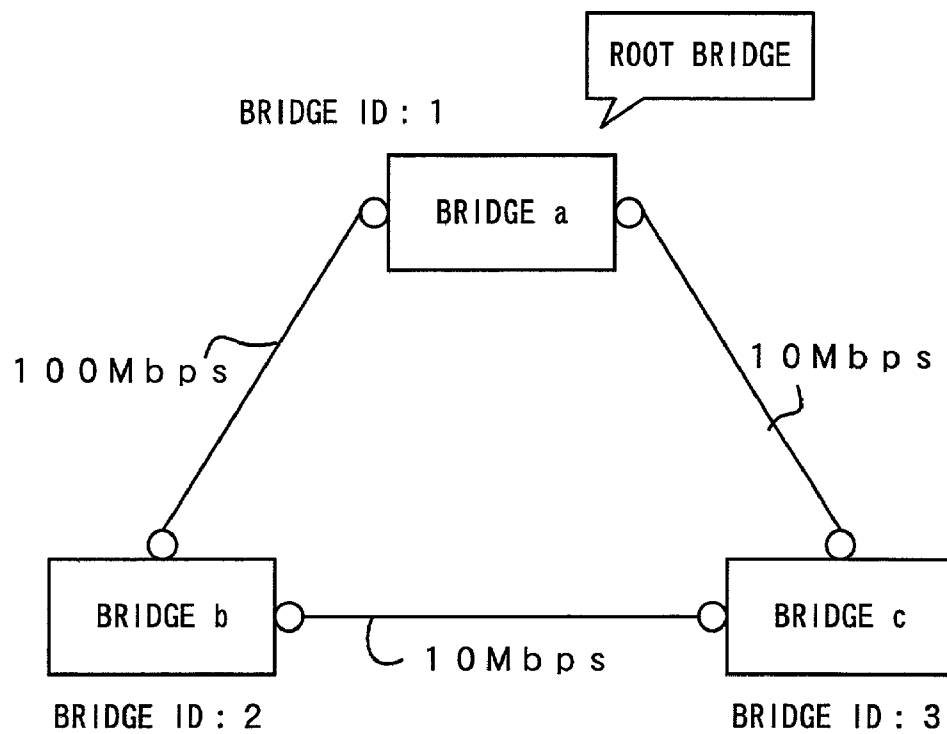 ROOT BRIDGE
BRIDGE ID : 1
BRIDGE a
100Mbps
10Mbps
BRIDGE b
BRIDGE c
10Mbps
BRIDGE ID : 2
BRIDGE ID : 3